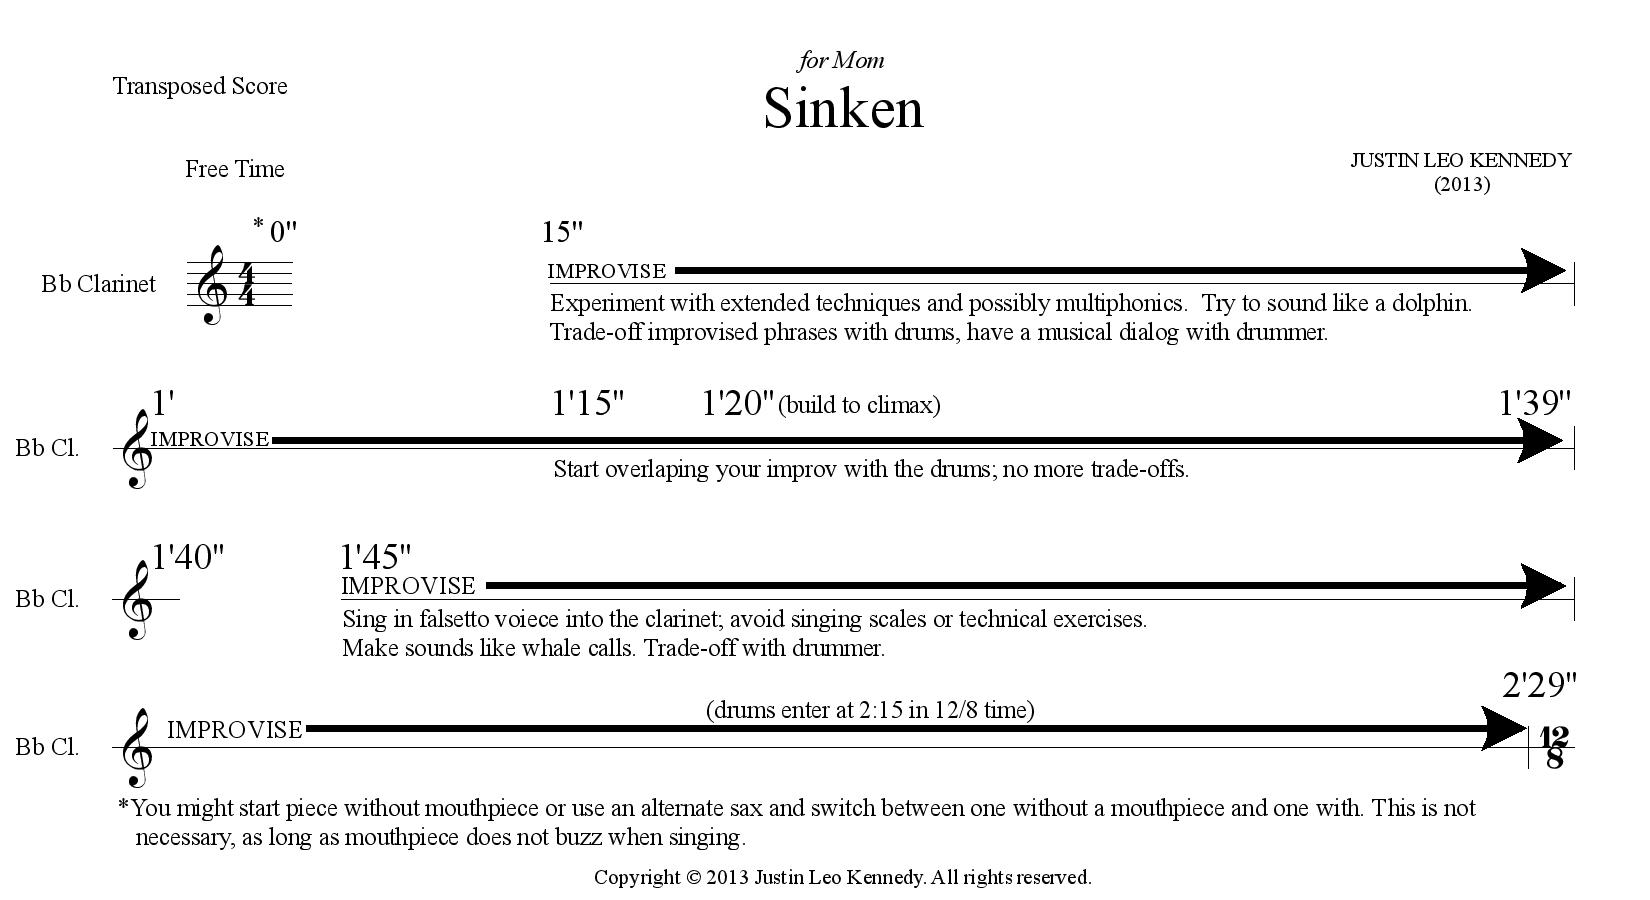 for Mom
Transposed Score
Sinken
Free Time
JUSTIN LEO KENNEDY
(2013)
* 0" 15"
Bb Clarinet 4/4 IMPROVISE
Experiment with extended techniques and possibly multiphonics. Try to sound like a dolphin.
Trade-off improvised phrases with drums, have a musical dialog with drummer.
1' 1'15" 1'20" (build to climax) 1'39"
Bb Cl. IMPROVISE
Start overlaping your improv with the drums; no more trade-offs.
1'40" 1'45"
Bb Cl. IMPROVISE
Sing in falsetto voiece into the clarinet; avoid singing scales or technical exercises.
Make sounds like whale calls. Trade-off with drummer.
2'29"
(drums enter at 2:15 in 12/8 time)
Bb Cl. IMPROVISE 12/8
*You might start piece without mouthpiece or use an alternate sax and switch between one without a mouthpiece and one with. This is not
necessary, as long as mouthpiece does not buzz when singing.
Copyright © 2013 Justin Leo Kennedy. All rights reserved.